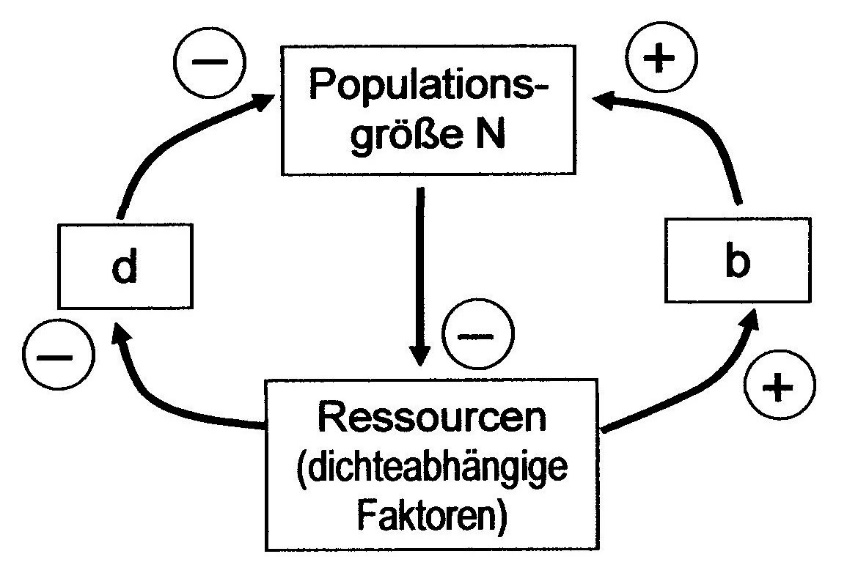 −
+
Populations-
größe N
d
b
−
−
+
Ressourcen
(dichteabhängige
Faktoren)